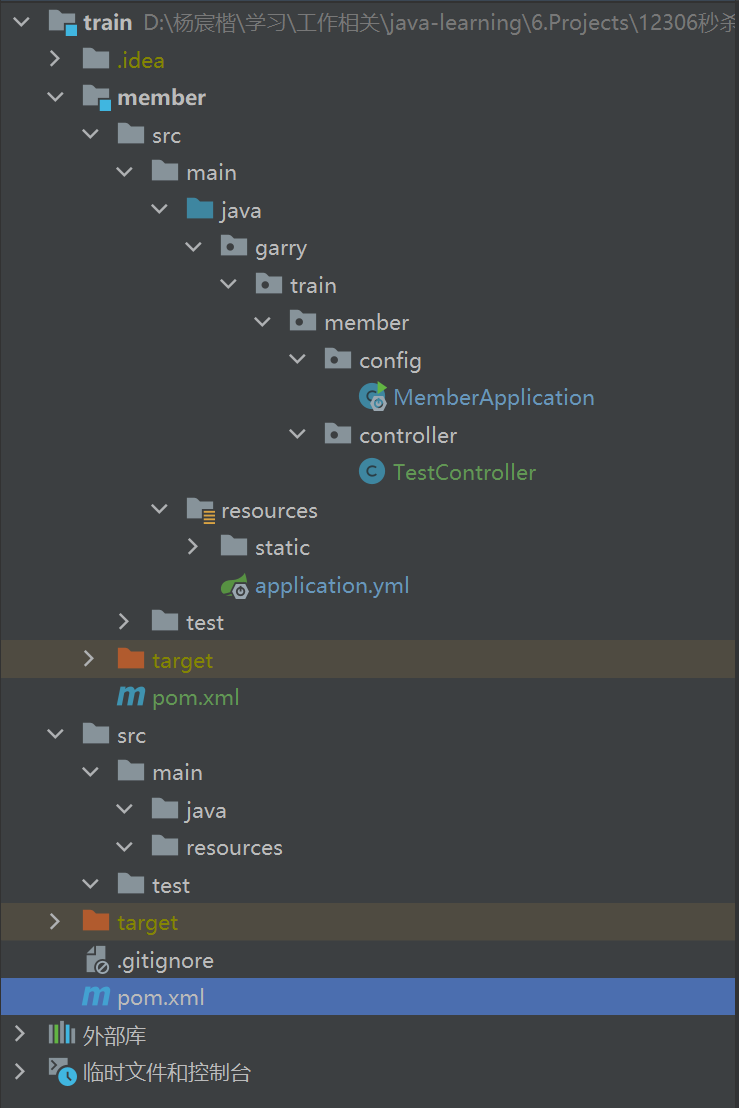 train D:\杨宸楷\学习\工作相关\java-learning\6.Projects\12306秒杀
.idea
member
src
main
java
garry
train
member
config
MemberApplication
controller
TestController
resources
static
application.yml
test
target
pom.xml
src
main
java
resources
test
target
.gitignore
pom.xml
外部库
临时文件和控制台